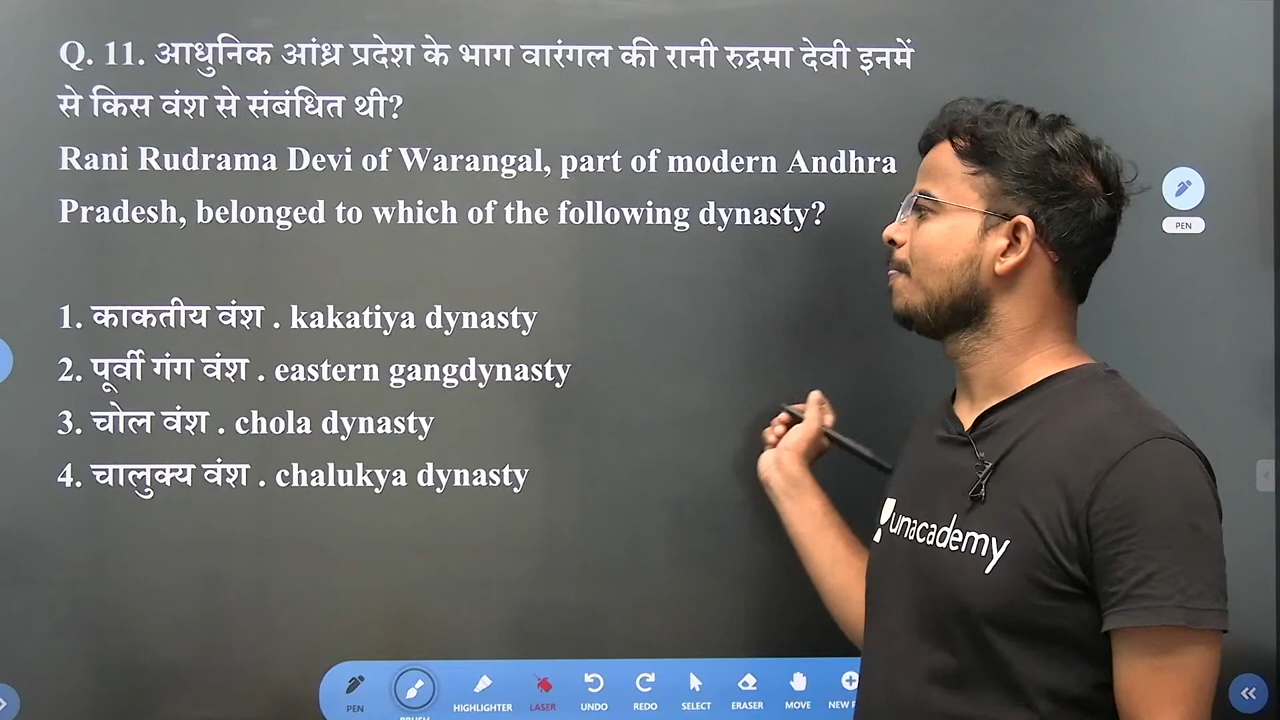 Q. 11. आधुनिक आंध्र प्रदेश के भाग वारंगल की रानी रुद्रमा देवी इनमें
से किस वंश से संबंधित थी?
Rani Rudrama Devi of Warangal, part of modern Andhra
Pradesh, belonged to which of the following dynasty?
1. काकतीय वंश . kakatiya dynasty
2. पूर्वी गंग वंश . eastern gangdynasty
3. चोल वंश . chola dynasty
4. चालुक्य वंश . chalukya dynasty
PEN
unacademy
PEN
BRUSH
HIGHLIGHTER
LASER
UNDO
REDO
SELECT
ERASER
MOVE
NEW P